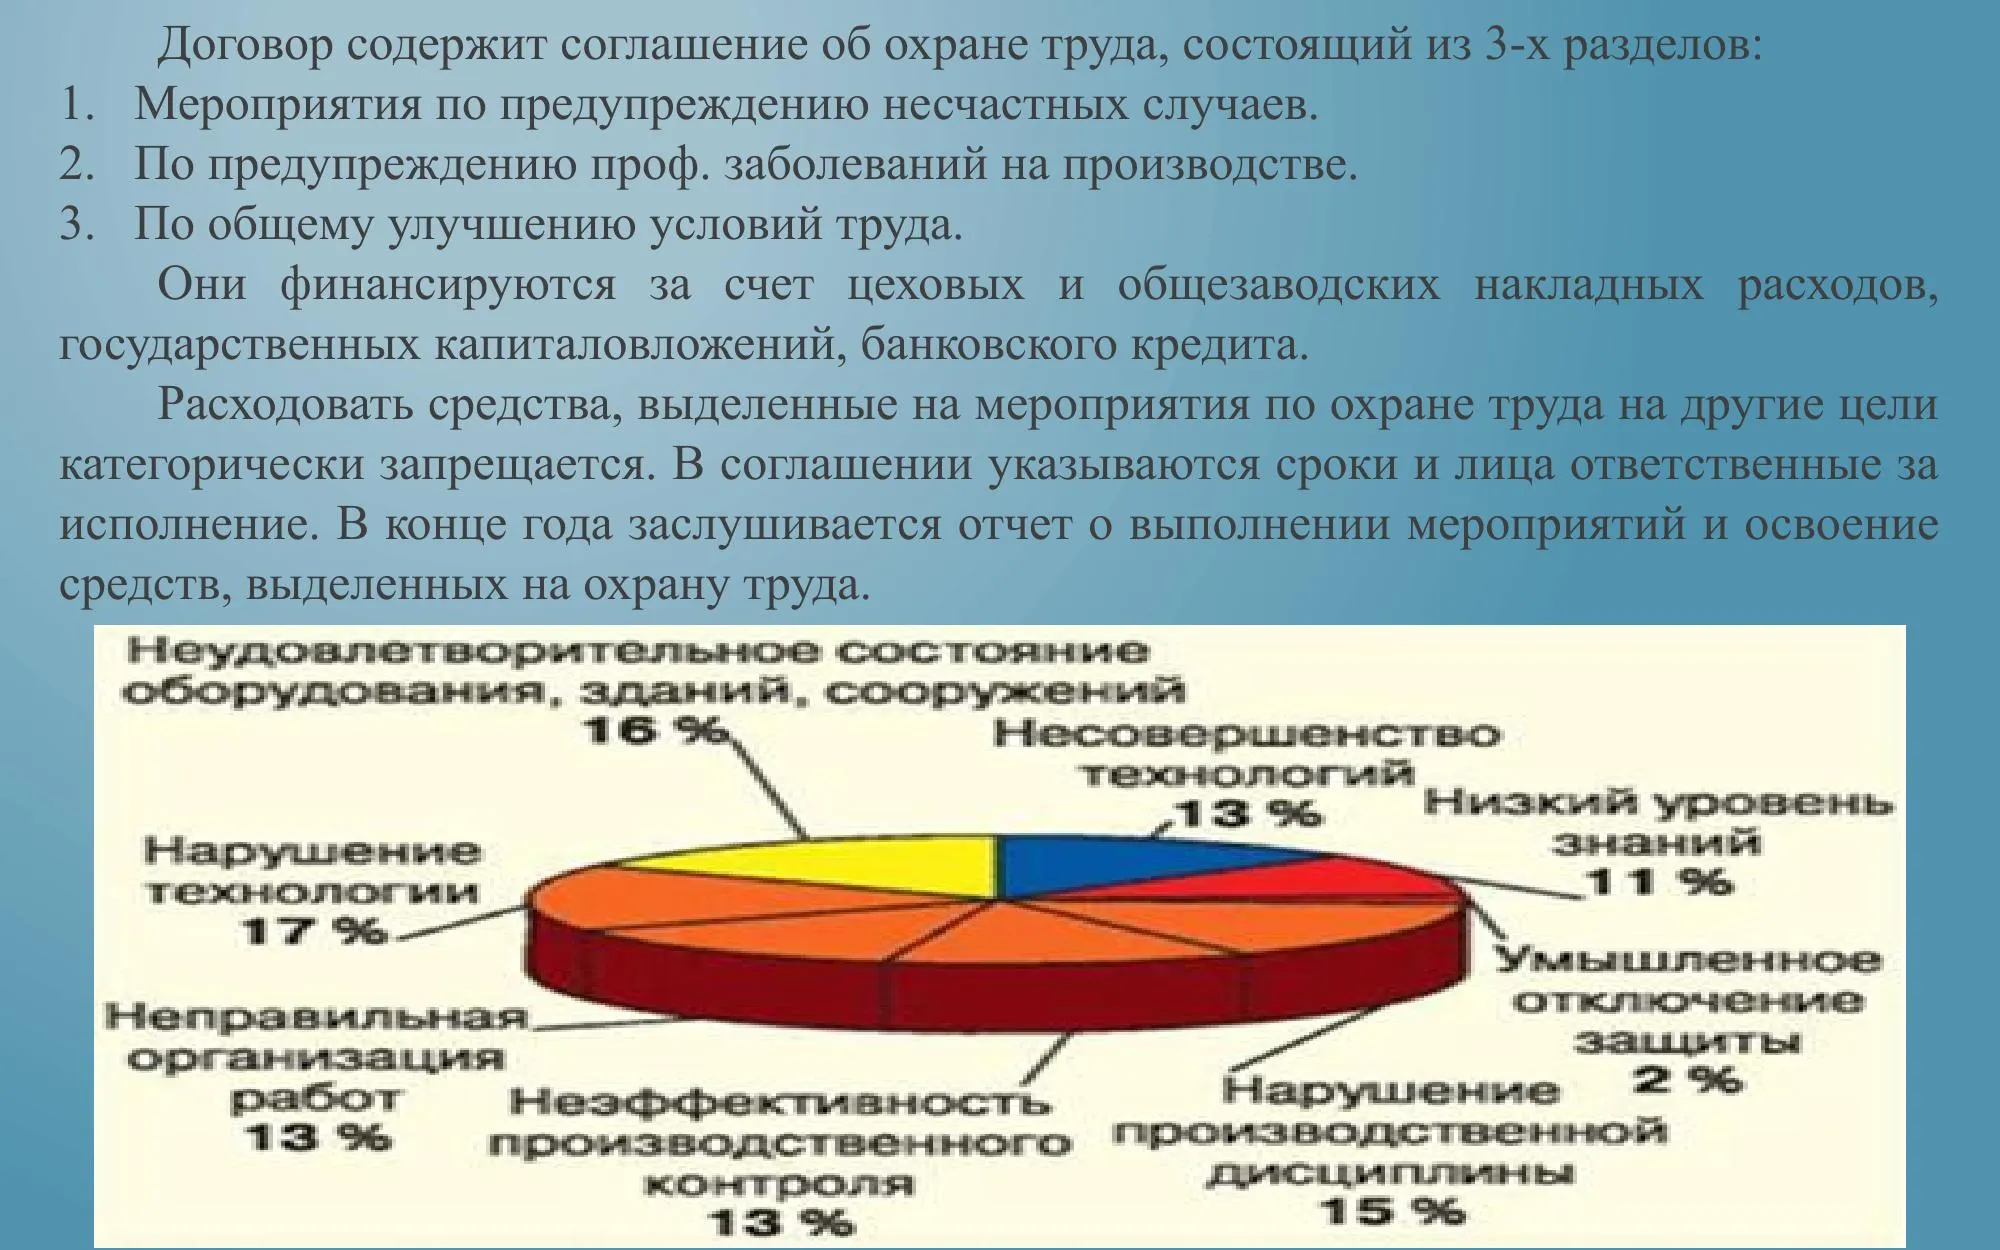 Договор содержит соглашение об охране труда, состоящий из 3-х разделов:
1. Мероприятия по предупреждению несчастных случаев.
2. По предупреждению проф. заболеваний на производстве.
3. По общему улучшению условий труда.
Они финансируются за счет цеховых и общезаводских накладных расходов,
государственных капиталовложений, банковского кредита.
Расходовать средства, выделенные на мероприятия по охране труда на другие цели
категорически запрещается. В соглашении указываются сроки и лица ответственные за
исполнение. В конце года заслушивается отчет о выполнении мероприятий и освоение
средств, выделенных на охрану труда.
Неудовлетворительное состояние
оборудования, зданий, сооружений
16 %
Несовершенство
технологий
13 %
Низкий уровень
знаний
11 %
Умышленное
отключение
защиты
2 %
Нарушение
производственной
дисциплины
15 %
Неэффективность
производственного
контроля
13 %
Неправильная
организация
работ
13 %
Нарушение
технологии
17 %